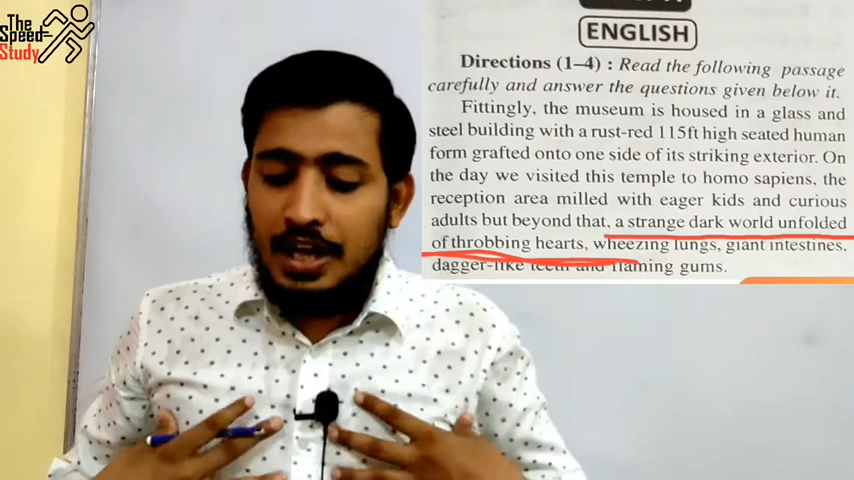 The
Speed
Study
ENGLISH
Directions (1–4) : Read the following passage
carefully and answer the questions given below it.
Fittingly, the museum is housed in a glass and
steel building with a rust-red 115ft high seated human
form grafted onto one side of its striking exterior. On
the day we visited this temple to homo sapiens, the
reception area milled with eager kids and curious
adults but beyond that, a strange dark world unfolded
of throbbing hearts, wheezing lungs, giant intestines,
dagger-like teeth and flaming gums.